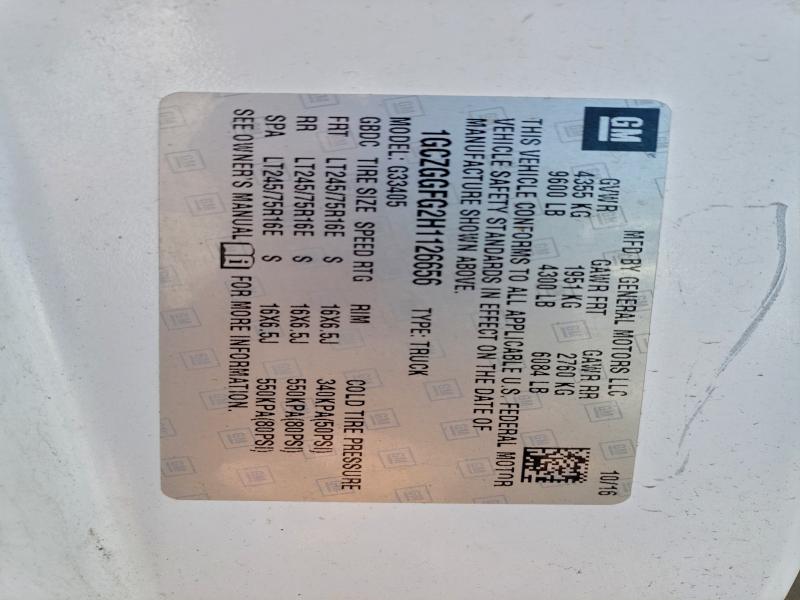 GM
MFD BY GENERAL MOTORS LLC 10/16
GVWR GAWR FRT GAWR RR
4355 KG 1951 KG 2760 KG
9600 LB 4300 LB 6084 LB
THIS VEHICLE CONFORMS TO ALL APPLICABLE U.S. FEDERAL MOTOR
VEHICLE SAFETY STANDARDS IN EFFECT ON THE DATE OF
MANUFACTURE SHOWN ABOVE.
1GCZGGFG2H1126656 TYPE: TRUCK
MODEL: G33405
GBDC TIRE SIZE SPEED RTG RIM COLD TIRE PRESSURE
FRT LT245/75R16E S 16X6.5J 340KPA(50PSI)
RR LT245/75R16E S 16X6.5J 550KPA(80PSI)
SPA LT245/75R16E S 16X6.5J 550KPA(80PSI)
SEE OWNER'S MANUAL i FOR MORE INFORMATION.